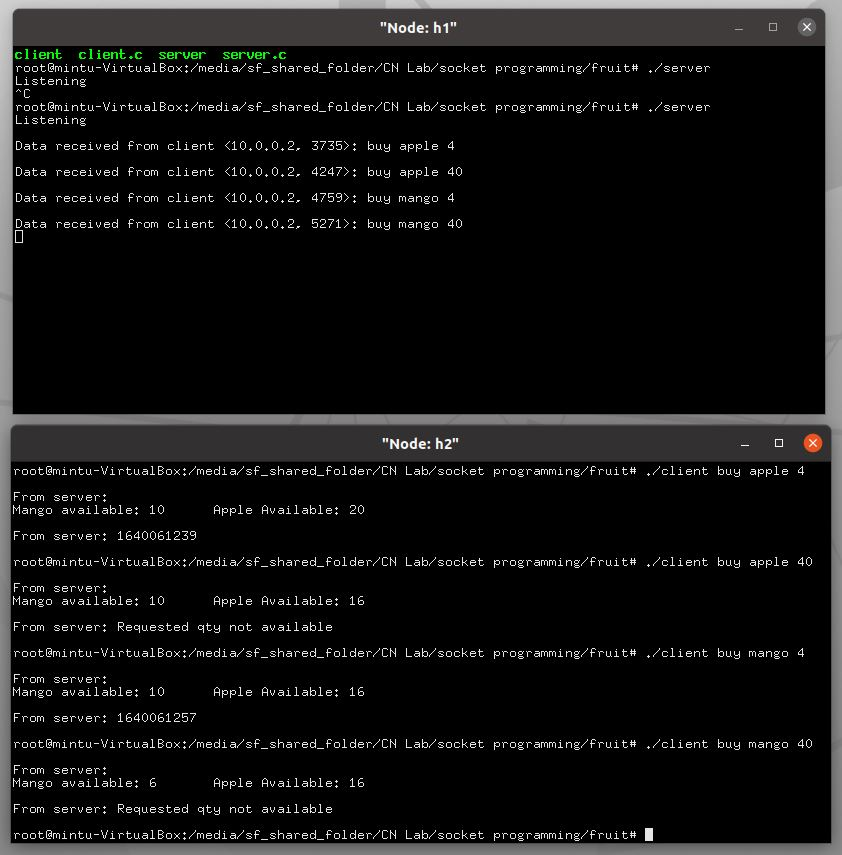 "Node: h1"
client  client.c  server  server.c
root@mintu-VirtualBox:/media/sf_shared_folder/CN Lab/socket programming/fruit# ./server
Listening
^C
root@mintu-VirtualBox:/media/sf_shared_folder/CN Lab/socket programming/fruit# ./server
Listening
Data received from client <10.0.0.2, 3735>: buy apple 4
Data received from client <10.0.0.2, 4247>: buy apple 40
Data received from client <10.0.0.2, 4759>: buy mango 4
Data received from client <10.0.0.2, 5271>: buy mango 40
"Node: h2"
root@mintu-VirtualBox:/media/sf_shared_folder/CN Lab/socket programming/fruit# ./client buy apple 4
From server:
Mango available: 10      Apple Available: 20
From server: 1640061239
root@mintu-VirtualBox:/media/sf_shared_folder/CN Lab/socket programming/fruit# ./client buy apple 40
From server:
Mango available: 10      Apple Available: 16
From server: Requested qty not available
root@mintu-VirtualBox:/media/sf_shared_folder/CN Lab/socket programming/fruit# ./client buy mango 4
From server:
Mango available: 10      Apple Available: 16
From server: 1640061257
root@mintu-VirtualBox:/media/sf_shared_folder/CN Lab/socket programming/fruit# ./client buy mango 40
From server:
Mango available: 6       Apple Available: 16
From server: Requested qty not available
root@mintu-VirtualBox:/media/sf_shared_folder/CN Lab/socket programming/fruit#